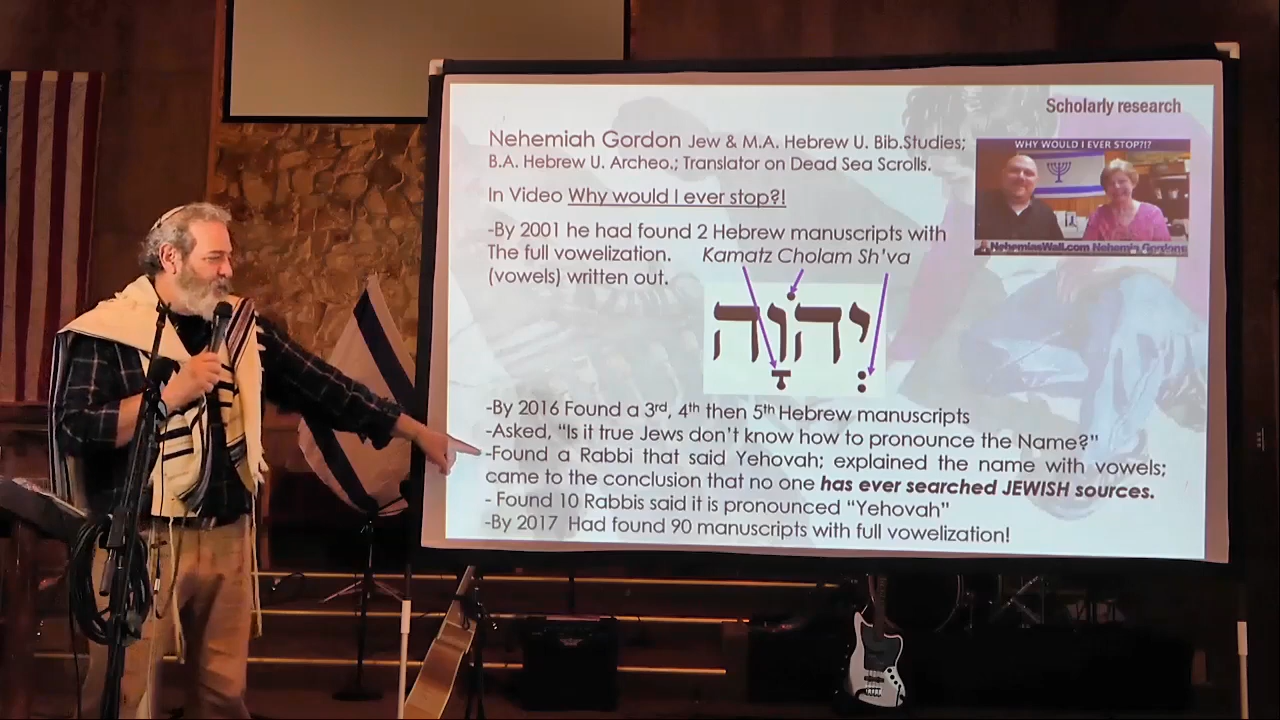 Scholarly research
Nehemiah Gordon Jew & M.A. Hebrew U. Bib.Studies;
B.A. Hebrew U. Archeo.; Translator on Dead Sea Scrolls.
WHY WOULD I EVER STOP?!?
NehemiasWall.com Nehemia Gordons
In Video Why would I ever stop?!
-By 2001 he had found 2 Hebrew manuscripts with
The full vowelization. Kamatz Cholam Sh'va
(vowels) written out.
יְהֹוָה
-By 2016 Found a 3rd, 4th then 5th Hebrew manuscripts
-Asked, “Is it true Jews don’t know how to pronounce the Name?”
-Found a Rabbi that said Yehovah; explained the name with vowels;
came to the conclusion that no one has ever searched JEWISH sources.
- Found 10 Rabbis said it is pronounced “Yehovah”
-By 2017 Had found 90 manuscripts with full vowelization!